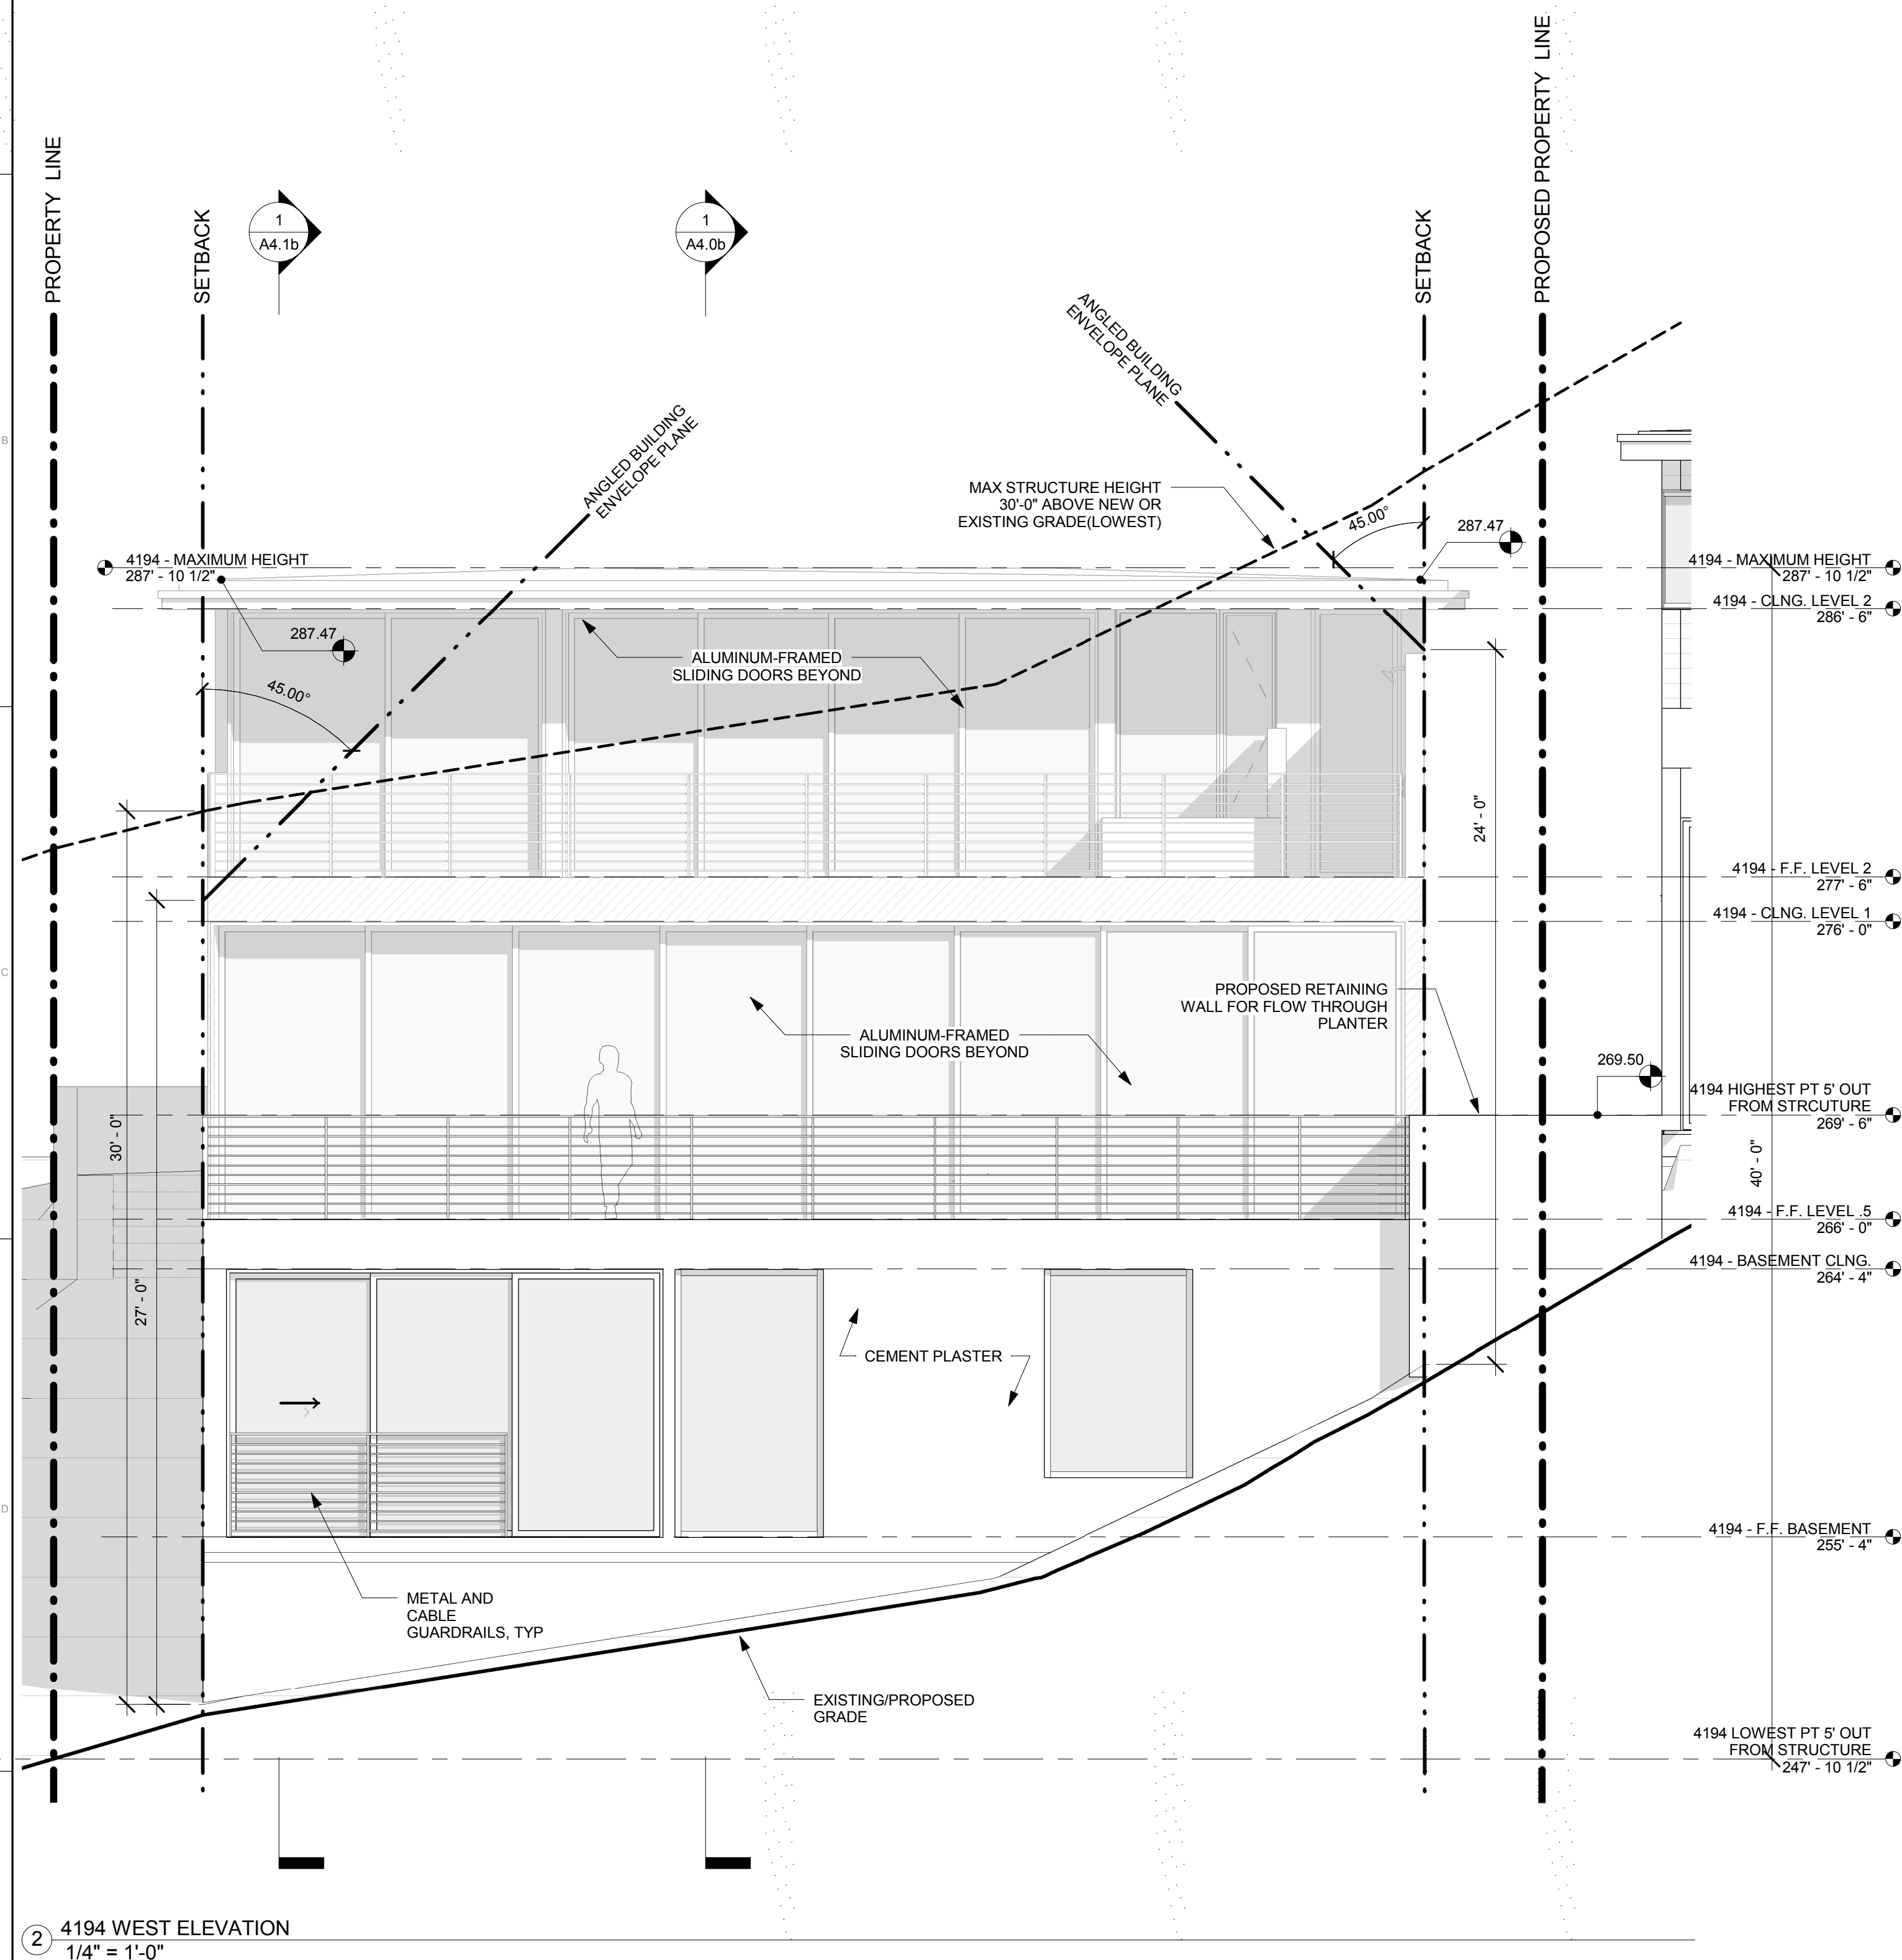 PROPERTY LINE
SETBACK
1
A4.1b
1
A4.0b
SETBACK
PROPOSED PROPERTY LINE
ANGLED BUILDING
ENVELOPE PLANE
ANGLED BUILDING
ENVELOPE PLANE
B
MAX STRUCTURE HEIGHT
30'-0" ABOVE NEW OR
EXISTING GRADE(LOWEST)
45.00°
287.47
4194 - MAXIMUM HEIGHT
287' - 10 1/2"
4194 - MAXIMUM HEIGHT
287' - 10 1/2"
4194 - CLNG. LEVEL 2
286' - 6"
287.47
ALUMINUM-FRAMED
SLIDING DOORS BEYOND
45.00°
24' - 0"
4194 - F.F. LEVEL 2
277' - 6"
4194 - CLNG. LEVEL 1
276' - 0"
C
PROPOSED RETAINING
WALL FOR FLOW THROUGH
PLANTER
ALUMINUM-FRAMED
SLIDING DOORS BEYOND
269.50
4194 HIGHEST PT 5' OUT
FROM STRCUTURE
269' - 6"
30' - 0"
40' - 0"
4194 - F.F. LEVEL .5
266' - 0"
4194 - BASEMENT CLNG.
264' - 4"
27' - 0"
CEMENT PLASTER
D
4194 - F.F. BASEMENT
255' - 4"
METAL AND
CABLE
GUARDRAILS, TYP
EXISTING/PROPOSED
GRADE
4194 LOWEST PT 5' OUT
FROM STRUCTURE
247' - 10 1/2"
2
4194 WEST ELEVATION
1/4" = 1'-0"